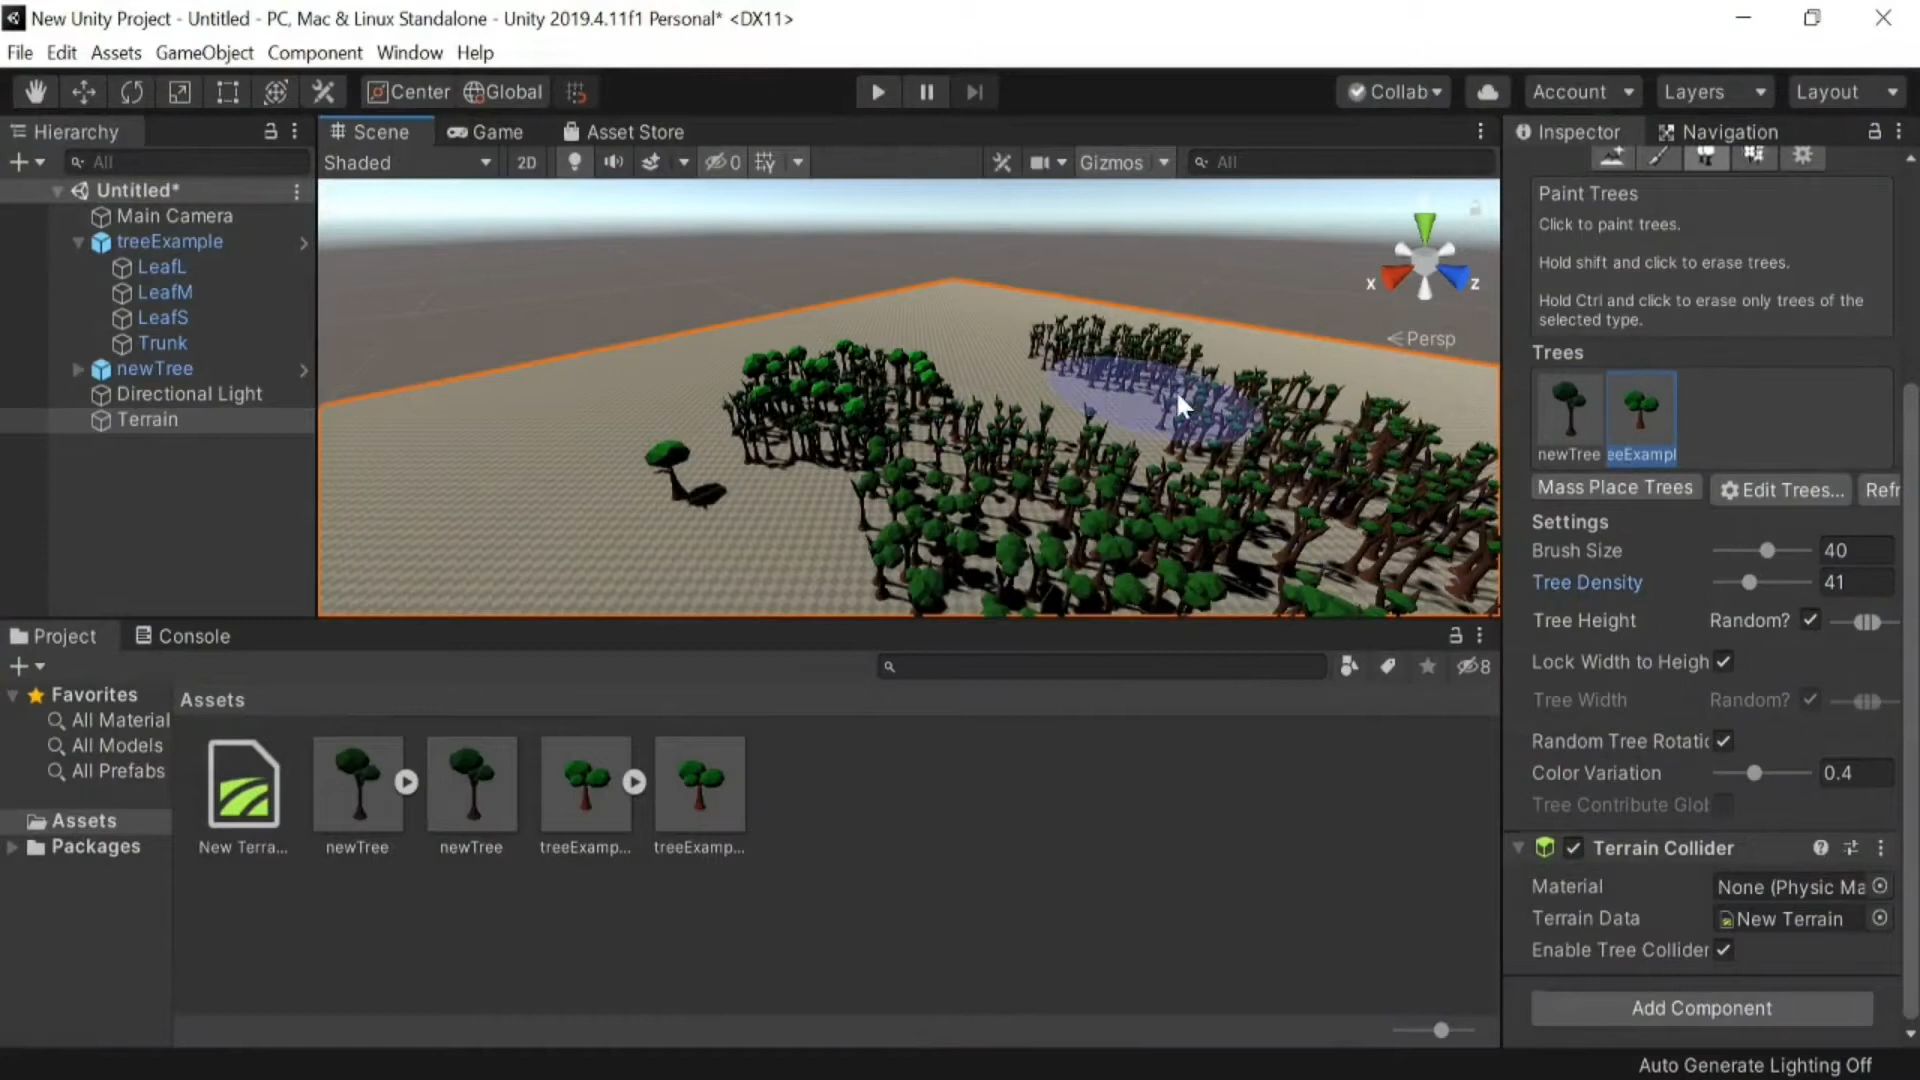 New Unity Project - Untitled - PC, Mac & Linux Standalone - Unity 2019.4.11f1 Personal* <DX11>
File Edit Assets GameObject Component Window Help
Center Global
Collab
Account
Layers
Layout
Hierarchy
All
Untitled*
Main Camera
treeExample
LeafL
LeafM
LeafS
Trunk
newTree
Directional Light
Terrain
Scene
Game
Asset Store
Shaded
2D
0
Gizmos
All
x
z
Persp
Inspector
Navigation
Paint Trees
Click to paint trees.
Hold shift and click to erase trees.
Hold Ctrl and click to erase only trees of the
selected type.
Trees
newTree
eeExampl
Mass Place Trees
Edit Trees...
Refr
Settings
Brush Size 40
Tree Density 41
Tree Height Random?
Lock Width to Heigh
Tree Width Random?
Random Tree Rotatic
Color Variation 0.4
Tree Contribute Glob
Terrain Collider
Material None (Physic Ma
Terrain Data New Terrain
Enable Tree Collider
Add Component
Project
Console
8
Favorites
All Material
All Models
All Prefabs
Assets
Packages
Assets
New Terra...
newTree
newTree
treeExamp...
treeExamp...
Auto Generate Lighting Off